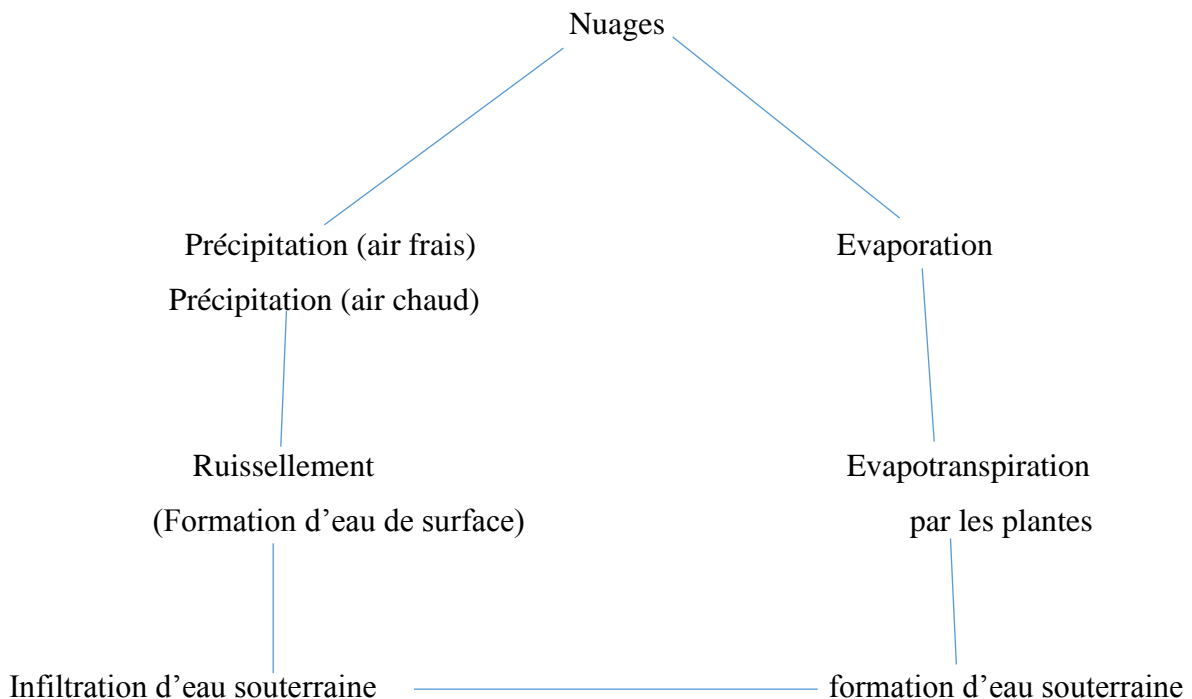 Nuages
Précipitation (air frais)
Evaporation
Précipitation (air chaud)
Ruissellement
Evapotranspiration
(Formation d’eau de surface)
par les plantes
Infiltration d’eau souterraine
formation d’eau souterraine